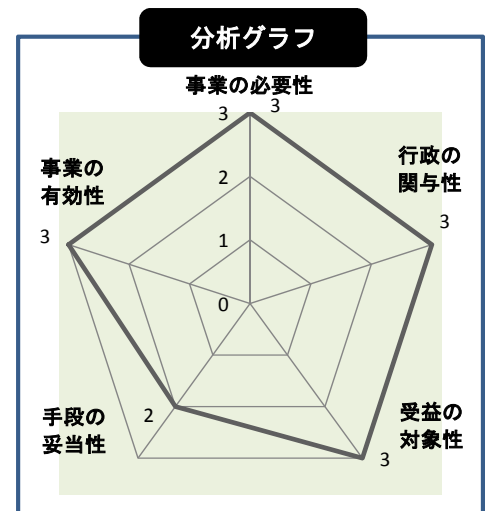 分析グラフ
事業の必要性
3
3
事業の
有効性
行政の
関与性
2
3
3
1
0
手段の
妥当性
2
受益の
対象性
3